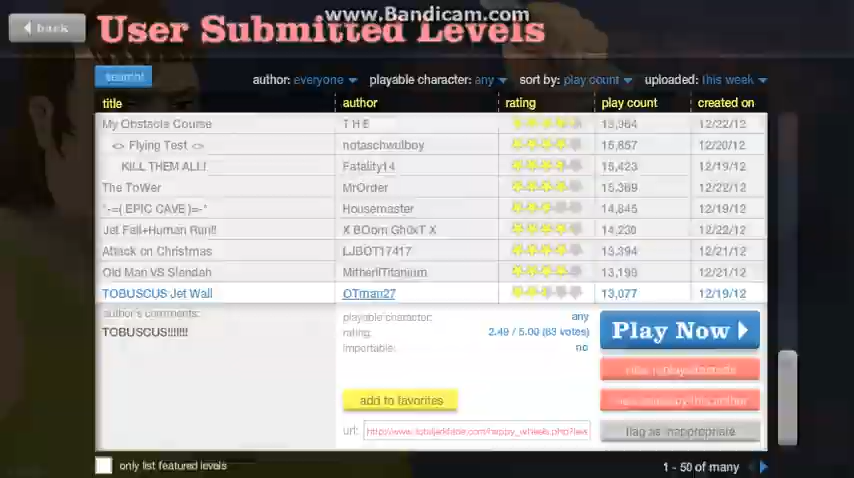 www.Bandicam.com
back
User Submitted Levels
search!
author: everyone playable character: any sort by: play count uploaded: this week
title author rating play count created on
My Obstacle Course T H E 12/22/12
<> Flying Test <> notaschwulboy 15,857 12/20/12
KILL THEM ALL! Fatality14 15,423 12/19/12
The ToWer MrOrder 15,369 12/22/12
*-=( EPIC CAVE )=-* Housemaster 14,845 12/19/12
Jet Fall+Human Run!! X BOom Gh0xT X 14,230 12/22/12
Attack on Christmas LJBOT17417 13,394 12/21/12
Old Man VS Slendah MitherilTitanium 13,193 12/21/12
TOBUSCUS Jet Wall OTman27 13,077 12/19/12
author's comments:
TOBUSCUS!!!!!!!
playable character: any
rating: 2.49 / 5.00 (63 votes)
importable: no
Play Now
add to favorites
url: http://www.totaljerkface.com/happy_wheels.php?lev
flag as inappropriate
only list featured levels
1 - 50 of many